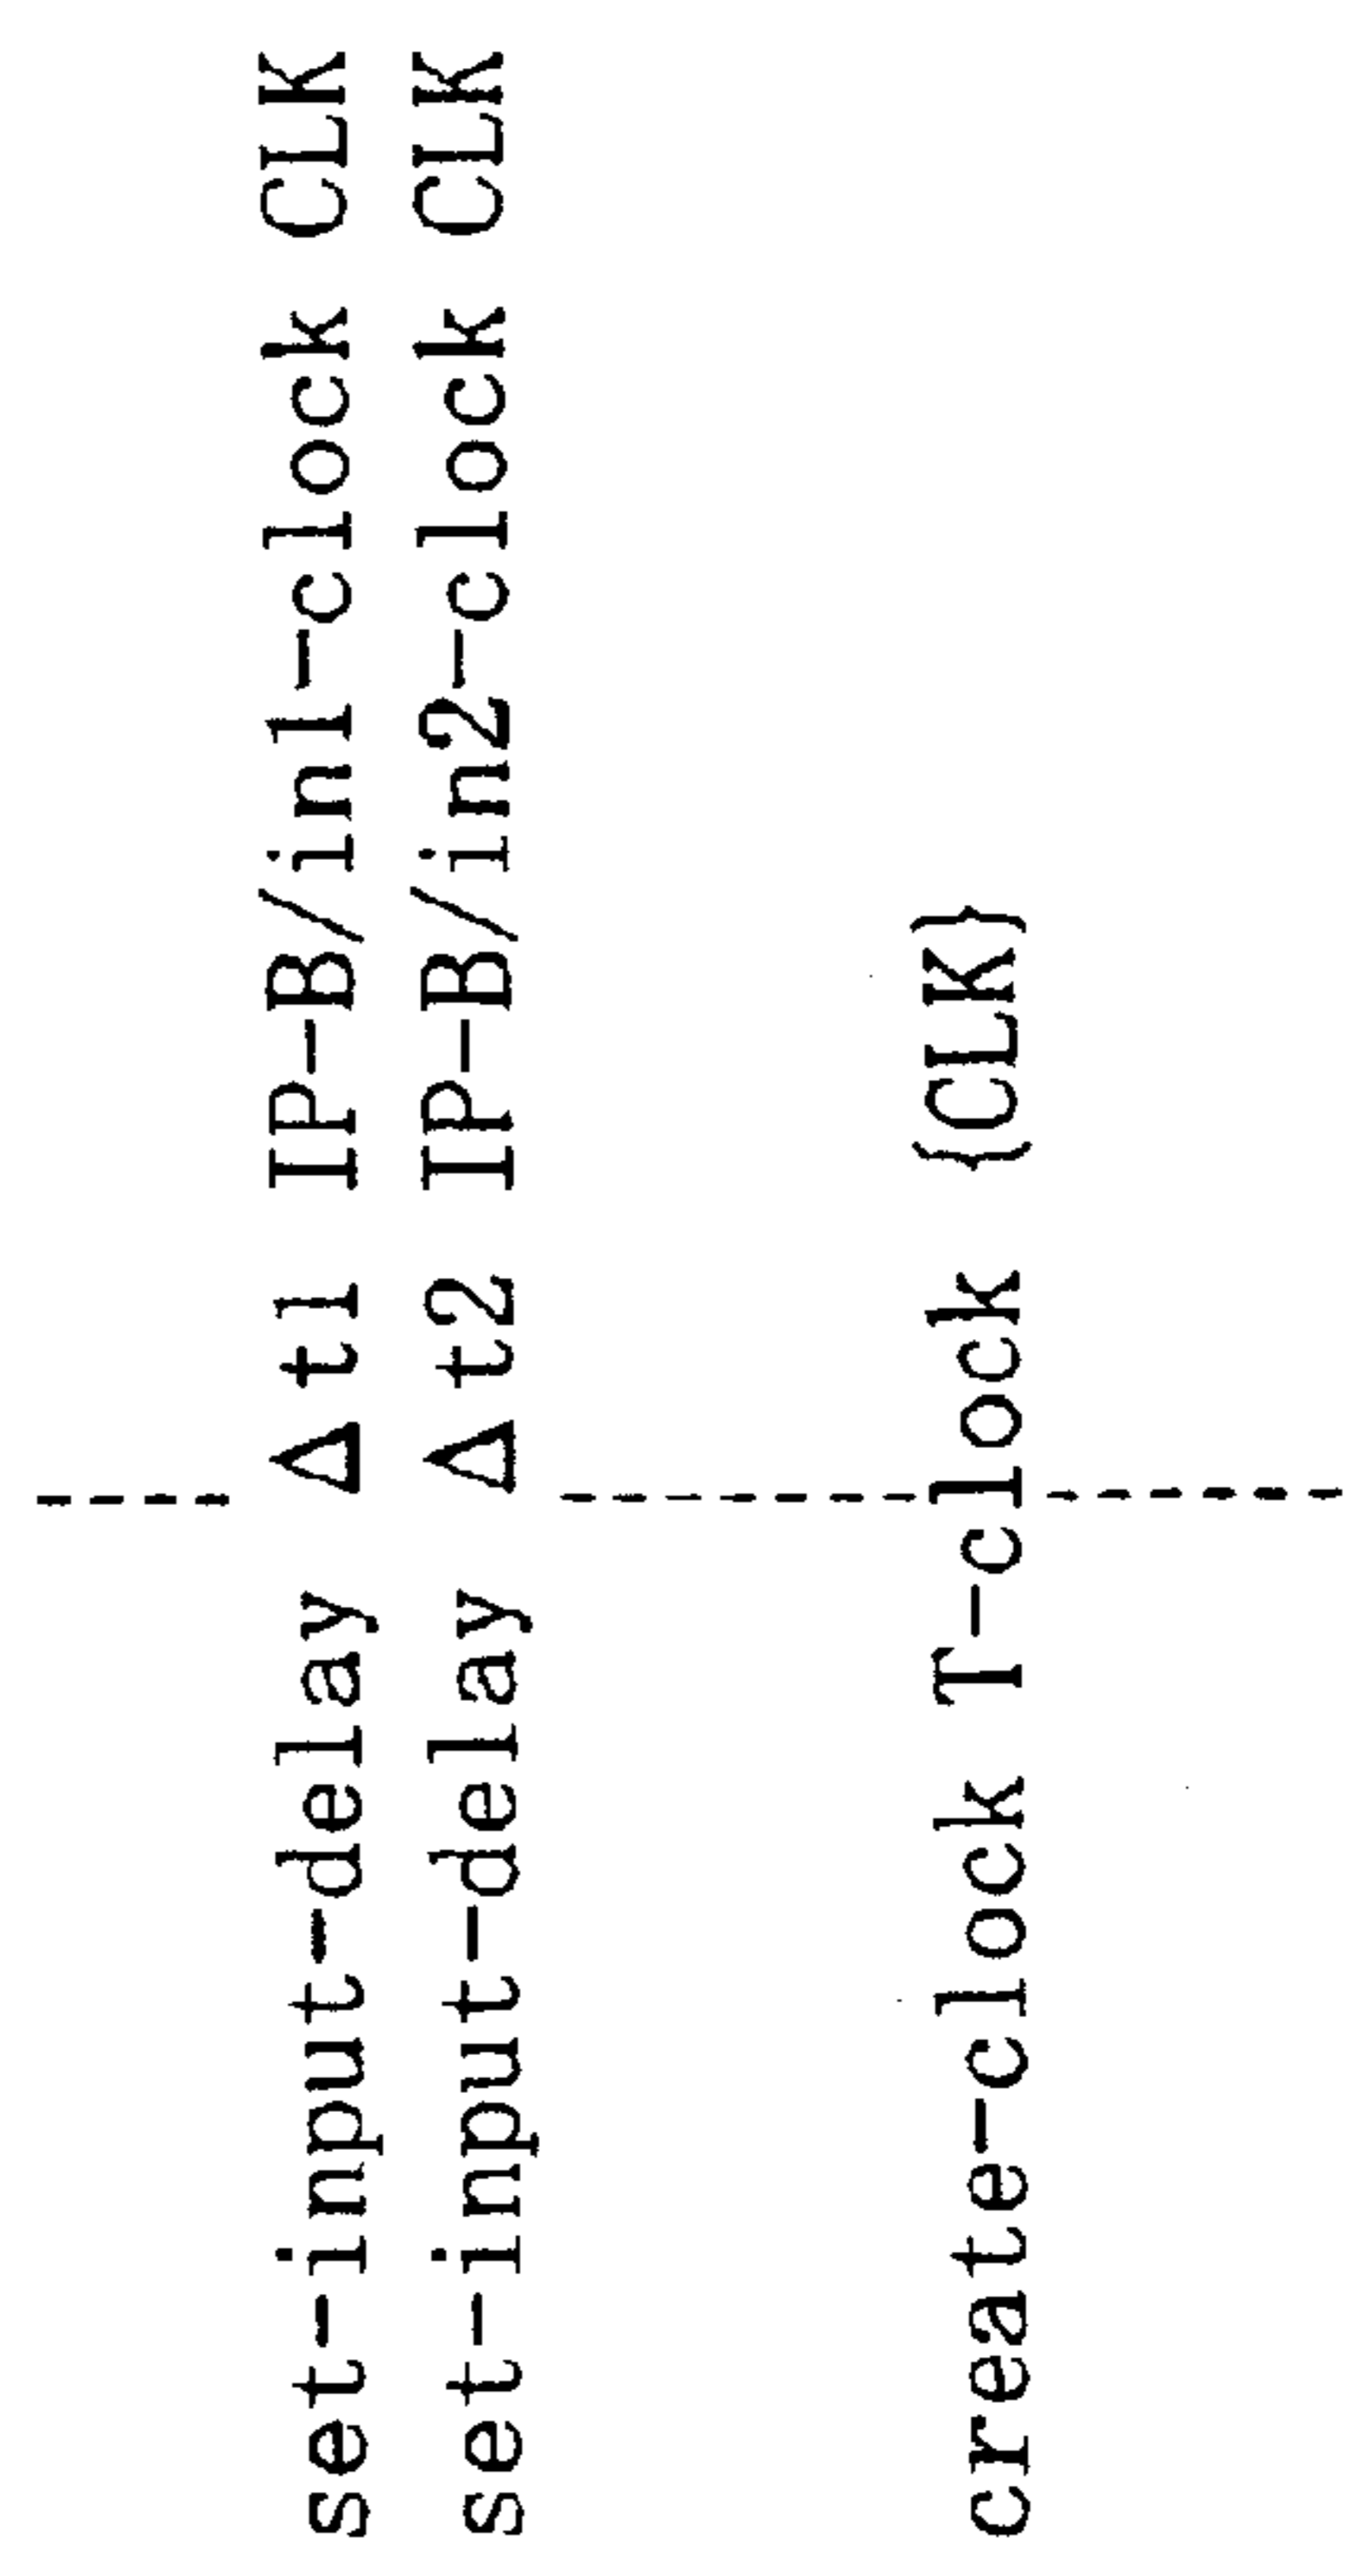 set-input-delay Δt1 IP-B/in1-clock CLK
set-input-delay Δt2 IP-B/in2-clock CLK
create-clock T-clock {CLK}